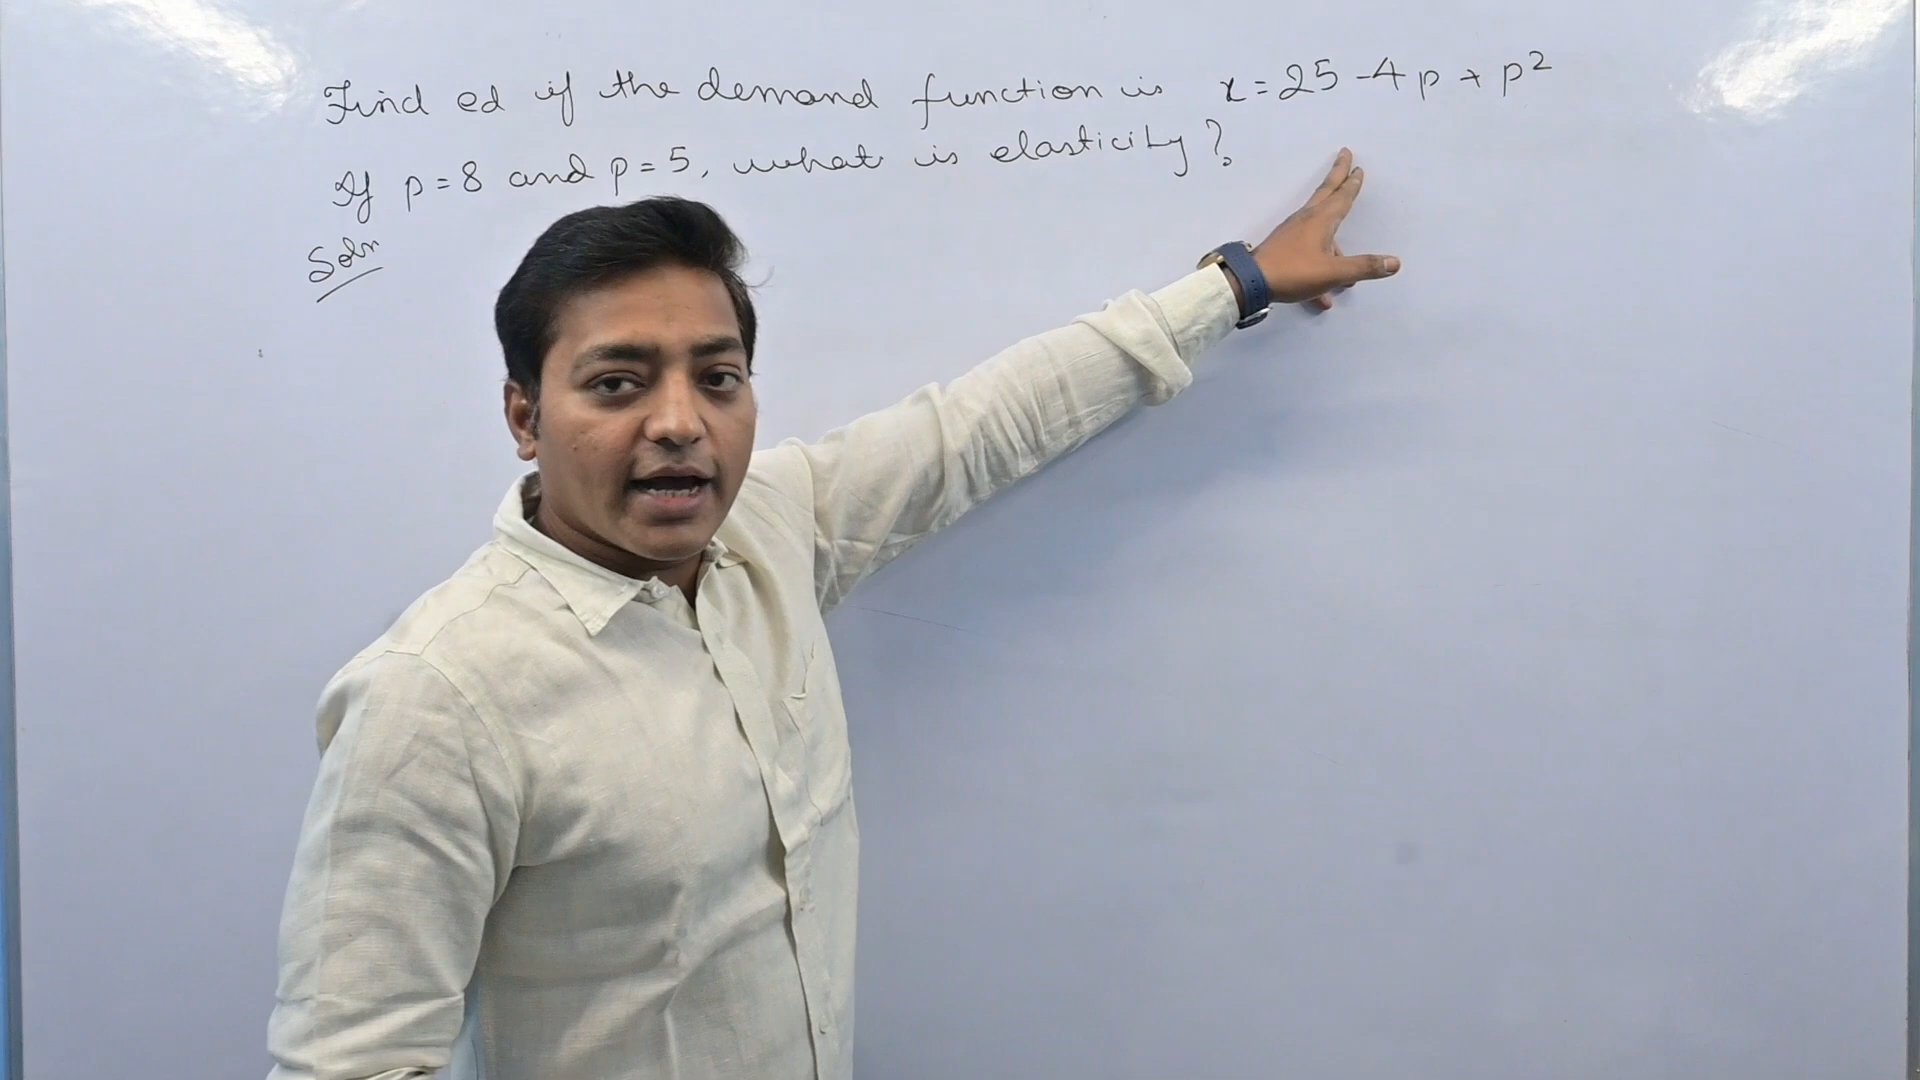 Find ed if the demand function is x = 25 - 4p + p²
If p = 8 and p = 5, what is elasticity?
Soln